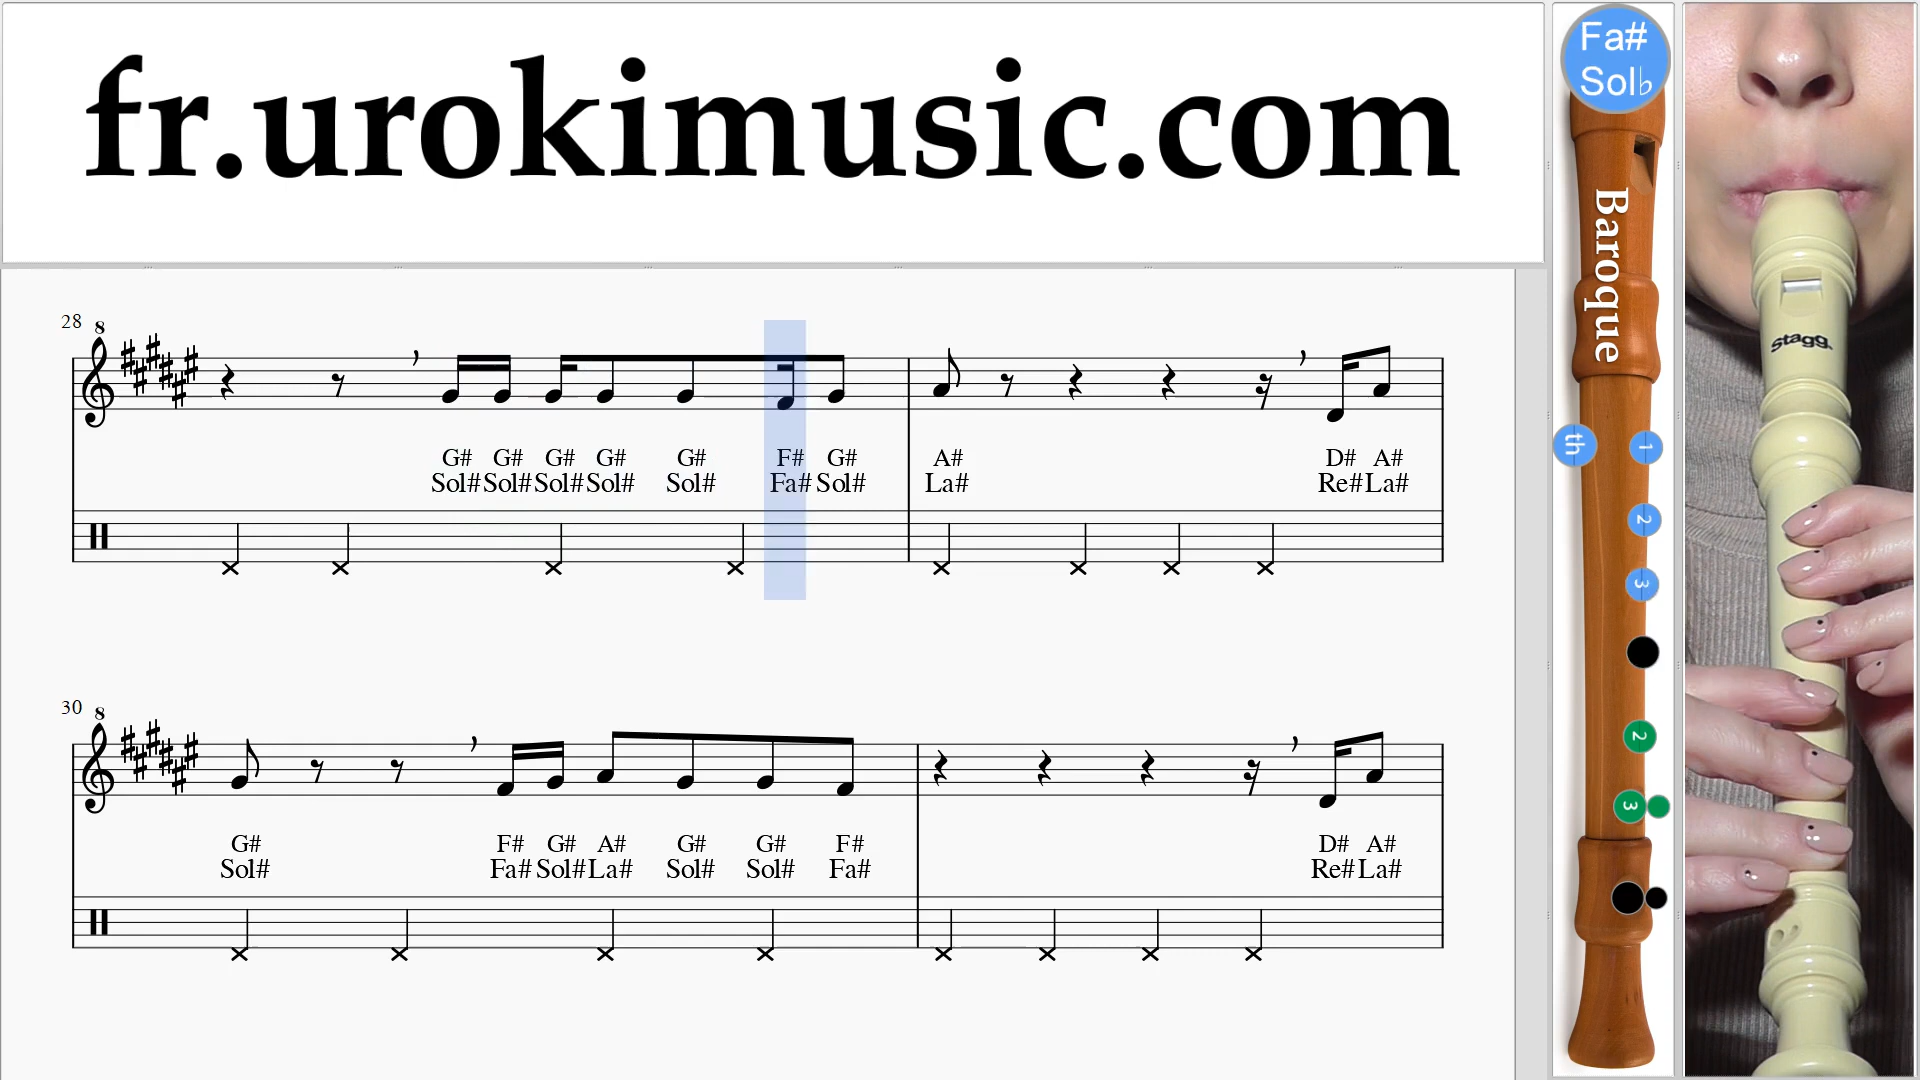 fr.urokimusic.com
28 8
G# G# G# G# G# F# G# A# D# A#
Sol# Sol# Sol# Sol# Sol# Fa# Sol# La# Re# La#
30 8
G# F# G# A# G# G# F# D# A#
Sol# Fa# Sol# La# Sol# Sol# Fa# Re# La#
Fa#
Sol♭
Baroque
th 1
2
3
2
3
Stagg.